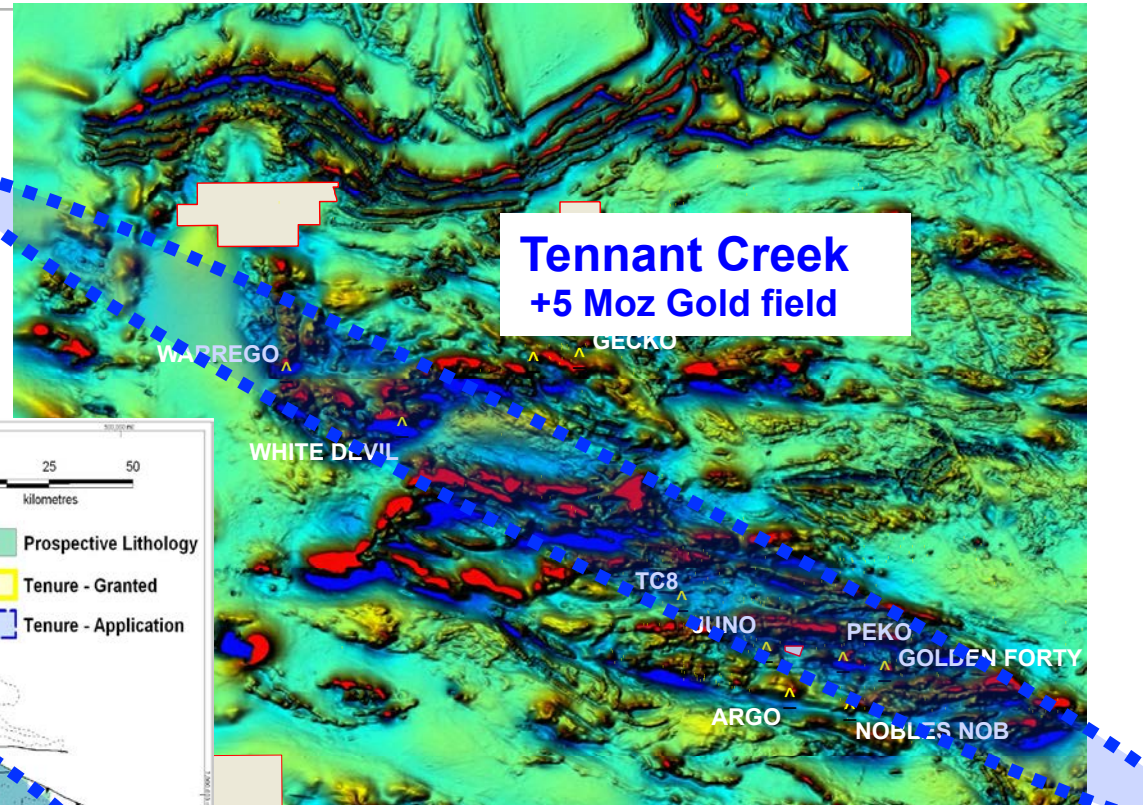 Tennant Creek
+5 Moz Gold field
GECKO
WARREGO
WHITE DEVIL
25 50
kilometres
Prospective Lithology
Tenure - Granted
Tenure - Application
TC8
JUNO
PEKO
GOLDEN FORTY
ARGO
NOBLES NOB